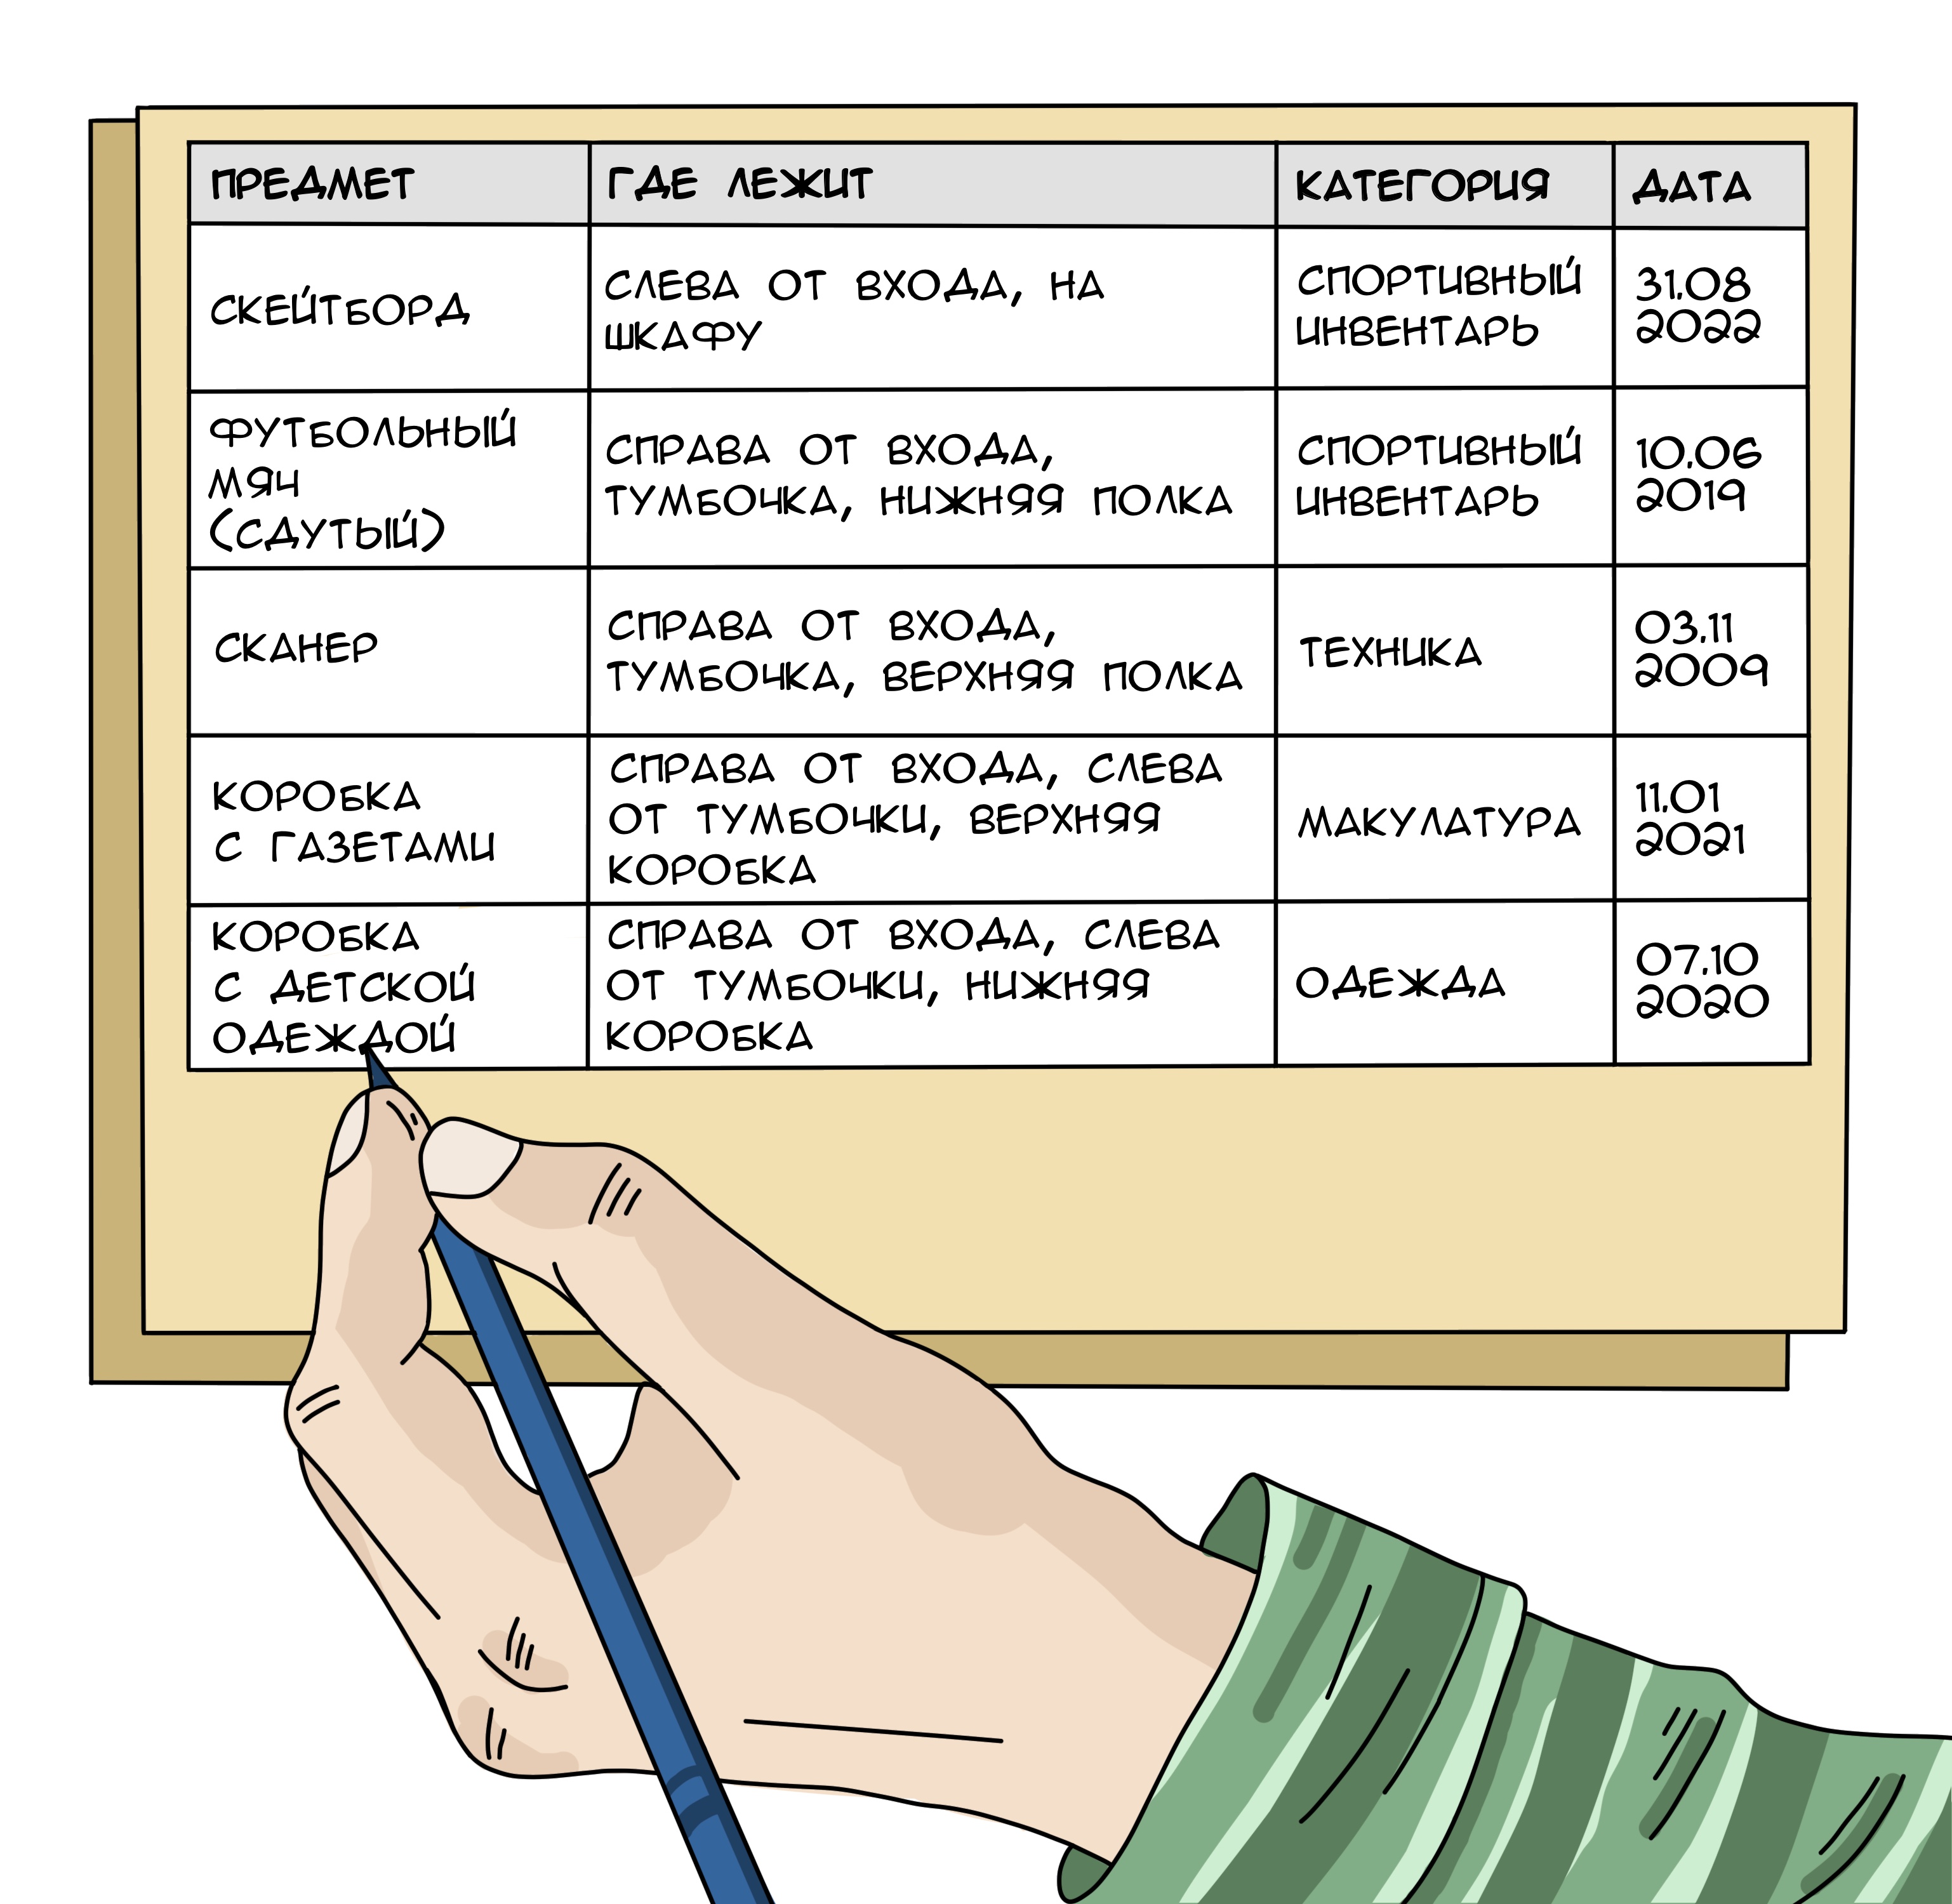 ПРЕДМЕТ
ГДЕ ЛЕЖИТ
КАТЕГОРИЯ
ДАТА
СКЕЙТБОРД
СЛЕВА ОТ ВХОДА, НА
ШКАФУ
СПОРТИВНЫЙ
ИНВЕНТАРЬ
31.08
2022
ФУТБОЛЬНЫЙ
МЯЧ
(СДУТЫЙ)
СПРАВА ОТ ВХОДА,
ТУМБОЧКА, НИЖНЯЯ ПОЛКА
СПОРТИВНЫЙ
ИНВЕНТАРЬ
10.06
2019
СКАНЕР
СПРАВА ОТ ВХОДА,
ТУМБОЧКА, ВЕРХНЯЯ ПОЛКА
ТЕХНИКА
03.11
2009
КОРОБКА
С ГАЗЕТАМИ
СПРАВА ОТ ВХОДА, СЛЕВА
ОТ ТУМБОЧКИ, ВЕРХНЯЯ
КОРОБКА
МАКУЛАТУРА
11.01
2021
КОРОБКА
С ДЕТСКОЙ
ОДЕЖДОЙ
СПРАВА ОТ ВХОДА, СЛЕВА
ОТ ТУМБОЧКИ, НИЖНЯЯ
КОРОБКА
ОДЕЖДА
07.10
2020